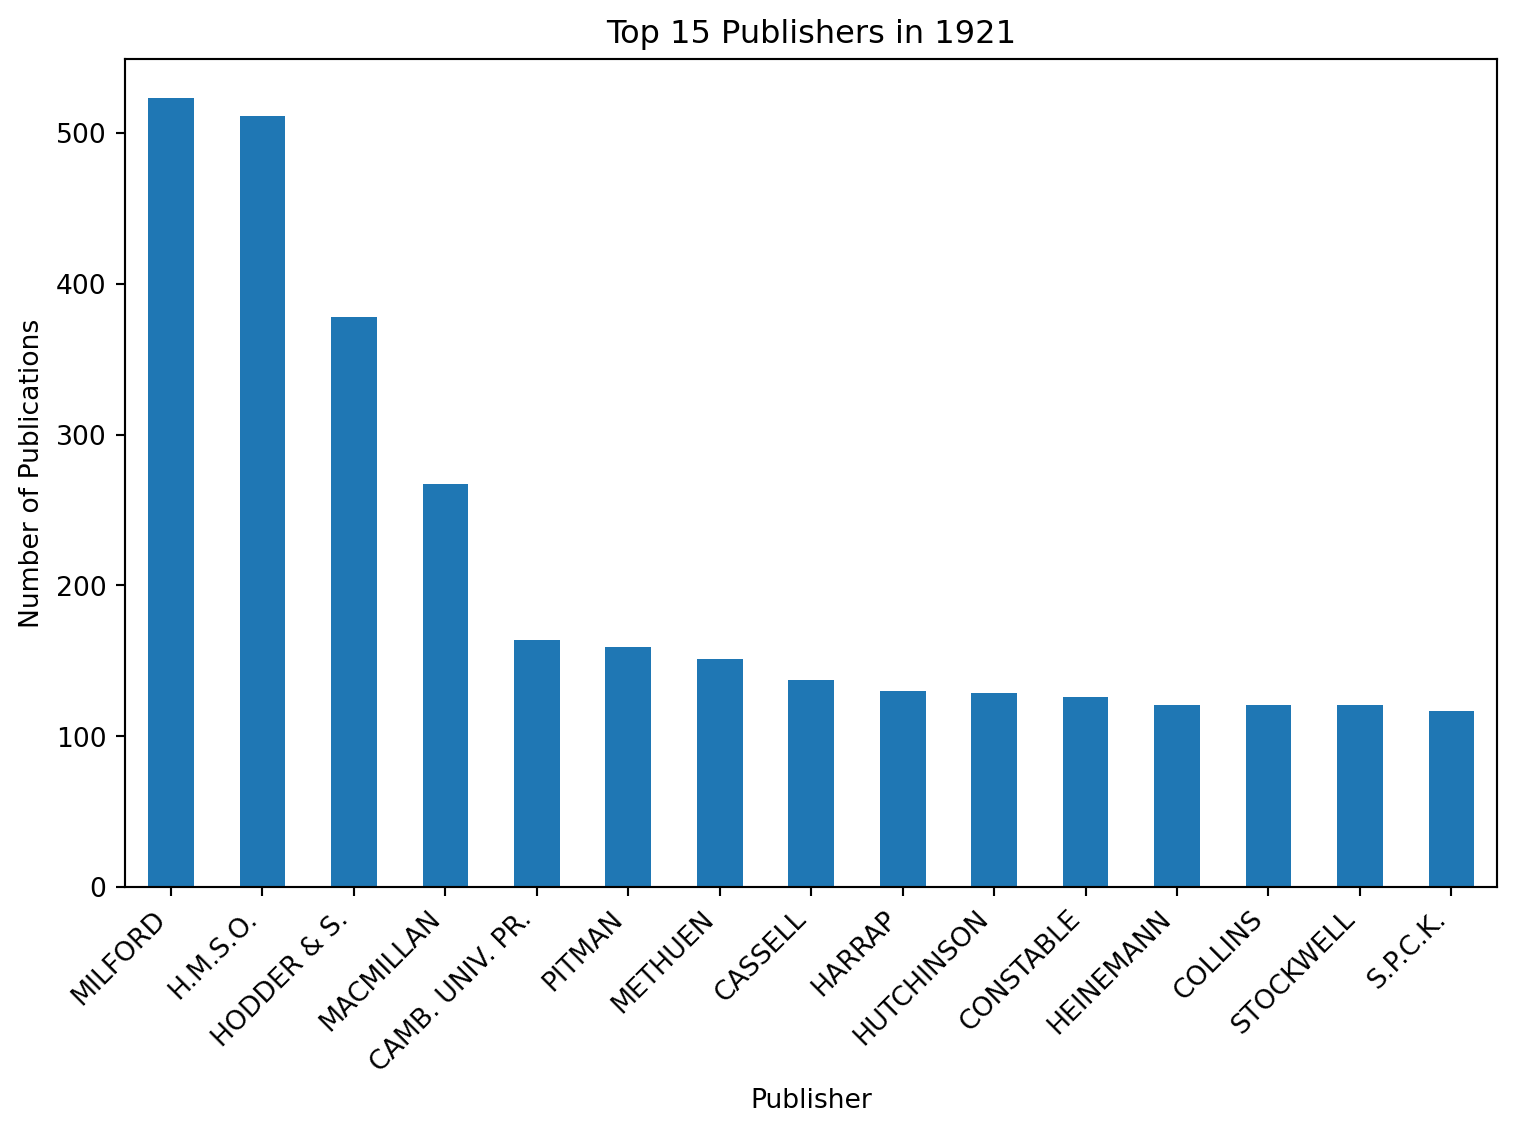 Top 15 Publishers in 1921
Number of Publications
500
400
300
200
100
0
MILFORD
H.M.S.O.
HODDER & S.
MACMILLAN
CAMB. UNIV. PR.
PITMAN
METHUEN
CASSELL
HARRAP
HUTCHINSON
CONSTABLE
HEINEMANN
COLLINS
STOCKWELL
S.P.C.K.
Publisher